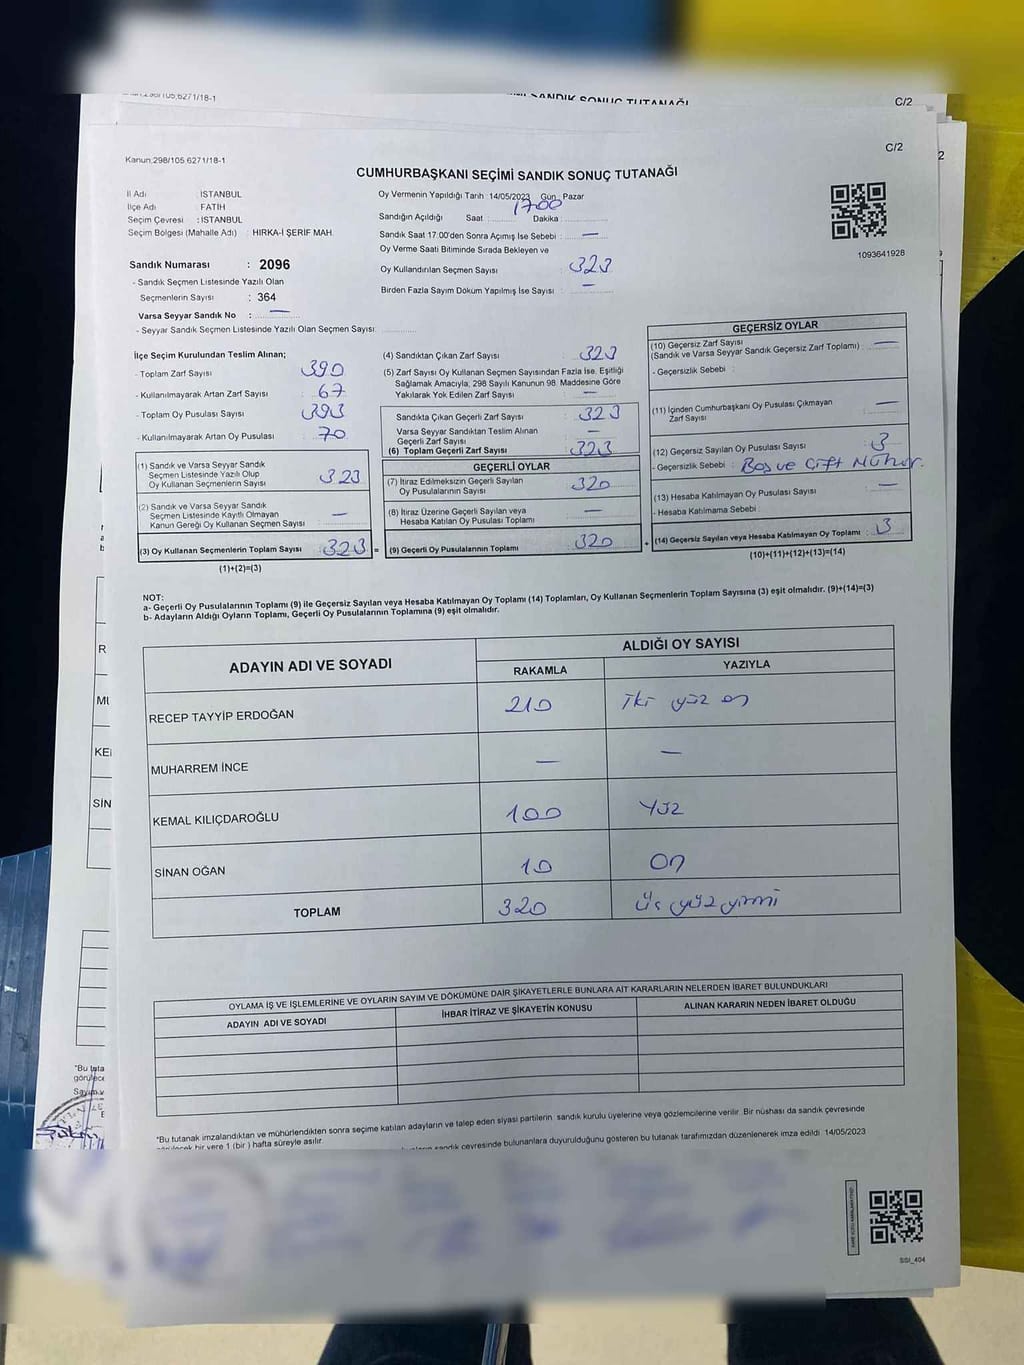 SANDIK SONUÇ TUTANAĞI
C/2
Kanun;298/105.6271/18-1
C/2
CUMHURBAŞKANI SEÇİMİ SANDIK SONUÇ TUTANAĞI
İl Adı : İSTANBUL
İlçe Adı : FATİH
Seçim Çevresi : İSTANBUL
Seçim Bölgesi (Mahalle Adı) : HIRKA-İ ŞERİF MAH.
Oy Vermenin Yapıldığı Tarih :14/05/2023 Gün: Pazar
Sandığın Açıldığı Saat 17:00 Dakika :
Sandık Saat 17:00'den Sonra Açımış İse Sebebi : —
Oy Verme Saati Bitiminde Sırada Bekleyen ve
Oy Kullandırılan Seçmen Sayısı : 323
Birden Fazla Sayım Döküm Yapılmış İse Sayısı : —
1093641928
Sandık Numarası : 2096
- Sandık Seçmen Listesinde Yazılı Olan
Seçmenlerin Sayısı : 364
Varsa Seyyar Sandık No : —
- Seyyar Sandık Seçmen Listesinde Yazılı Olan Seçmen Sayısı:
İlçe Seçim Kurulundan Teslim Alınan;
- Toplam Zarf Sayısı : 390
- Kullanılmayarak Artan Zarf Sayısı : 67
- Toplam Oy Pusulası Sayısı : 393
- Kullanılmayarak Artan Oy Pusulası : 70
(1) Sandık ve Varsa Seyyar Sandık
Seçmen Listesinde Yazılı Olup
Oy Kullanan Seçmenlerin Sayısı : 323
(2) Sandık ve Varsa Seyyar Sandık
Seçmen Listesinde Kayıtlı Olmayan
Kanun Gereği Oy Kullanan Seçmen Sayısı : —
(3) Oy Kullanan Seçmenlerin Toplam Sayısı : 323 =
(1)+(2)=(3)
(4) Sandıktan Çıkan Zarf Sayısı : 323
(5) Zarf Sayısı Oy Kullanan Seçmen Sayısından Fazla İse, Eşitliği
Sağlamak Amacıyla; 298 Sayılı Kanunun 98. Maddesine Göre
Yakılarak Yok Edilen Zarf Sayısı : —
Sandıkta Çıkan Geçerli Zarf Sayısı : 323
Varsa Seyyar Sandıktan Teslim Alınan
Geçerli Zarf Sayısı : —
(6) Toplam Geçerli Zarf Sayısı : 323
GEÇERLİ OYLAR
(7) İtiraz Edilmeksizin Geçerli Sayılan
Oy Pusulalarının Sayısı : 320
(8) İtiraz Üzerine Geçerli Sayılan veya
Hesaba Katılan Oy Pusulası Toplamı : —
(9) Geçerli Oy Pusulalarının Toplamı : 320 +
GEÇERSİZ OYLAR
(10) Geçersiz Zarf Sayısı
(Sandık ve Varsa Seyyar Sandık Geçersiz Zarf Toplamı) : —
- Geçersizlik Sebebi :
(11) İçinden Cumhurbaşkanı Oy Pusulası Çıkmayan
Zarf Sayısı : —
(12) Geçersiz Sayılan Oy Pusulası Sayısı : 3
- Geçersizlik Sebebi : Boş ve Çift Mühür.
(13) Hesaba Katılmayan Oy Pusulası Sayısı : —
- Hesaba Katılmama Sebebi :
(14) Geçersiz Sayılan veya Hesaba Katılmayan Oy Toplamı : 3
(10)+(11)+(12)+(13)=(14)
NOT:
a- Geçerli Oy Pusulalarının Toplamı (9) ile Geçersiz Sayılan veya Hesaba Katılmayan Oy Toplamı (14) Toplamları, Oy Kullanan Seçmenlerin Toplam Sayısına (3) eşit olmalıdır. (9)+(14)=(3)
b- Adayların Aldığı Oyların Toplamı, Geçerli Oy Pusulalarının Toplamına (9) eşit olmalıdır.
ADAYIN ADI VE SOYADI
ALDIĞI OY SAYISI
RAKAMLA YAZIYLA
RECEP TAYYİP ERDOĞAN 210 iki yüz on
MUHARREM İNCE — —
KEMAL KILIÇDAROĞLU 100 yüz
SİNAN OĞAN 10 on
TOPLAM 320 üç yüz yirmi
OYLAMA İŞ VE İŞLEMLERİNE VE OYLARIN SAYIM VE DÖKÜMÜNE DAİR ŞİKAYETLERLE BUNLARA AİT KARARLARIN NELERDEN İBARET BULUNDUKLARI
ADAYIN ADI VE SOYADI İHBAR İTİRAZ VE ŞİKAYETİN KONUSU ALINAN KARARIN NEDEN İBARET OLDUĞU
*Bu tutanak imzalandıktan ve mühürlendikten sonra seçime katılan adayların ve talep eden siyasi partilerin sandık kurulu üyelerine veya gözlemcilerine verilir. Bir nüshası da sandık çevresinde
bir yere 1 (bir ) hafta süreyle asılır.
sandık çevresinde bulunanlara duyurulduğunu gösteren bu tutanak tarafımızdan düzenlenerek imza edildi. 14/05/2023
SSI_404